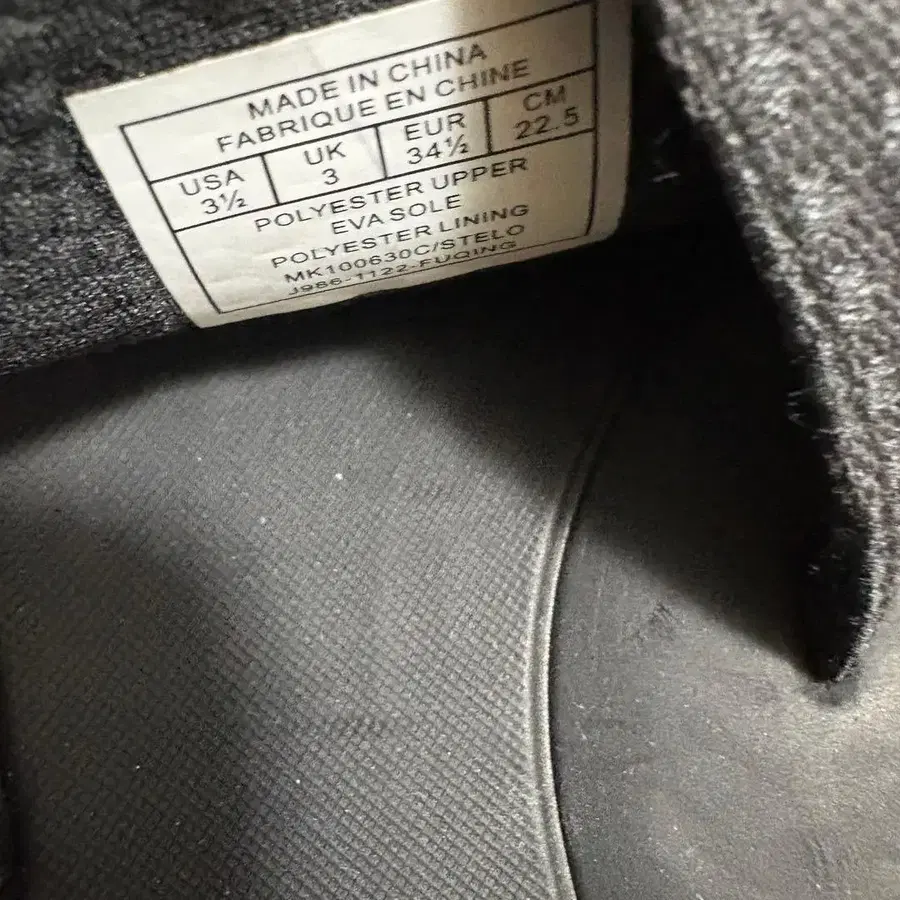 MADE IN CHINA
FABRIQUE EN CHINE
USA UK EUR CM
3½ 3 34½ 22.5
POLYESTER UPPER
EVA SOLE
POLYESTER LINING
MK100630C/STELO
J986-1122-FUQING